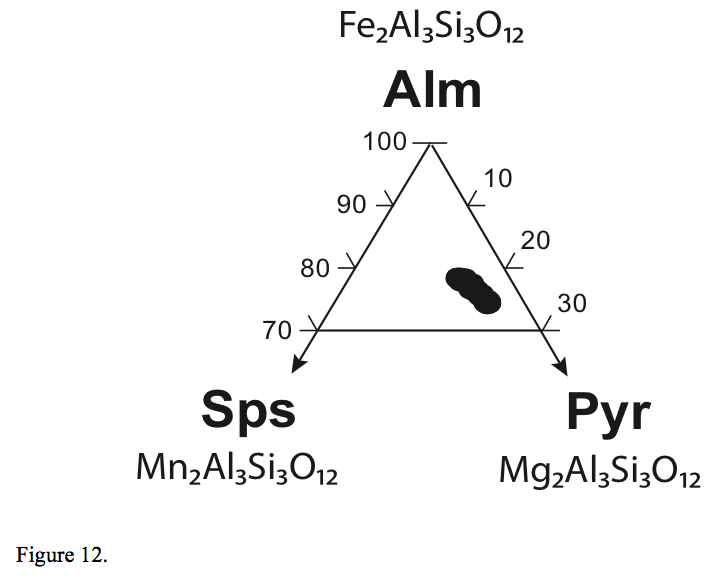 Fe₂Al₃Si₃O₁₂
Alm
100
10
90
20
80
30
70
Sps
Pyr
Mn₂Al₃Si₃O₁₂
Mg₂Al₃Si₃O₁₂
Figure 12.